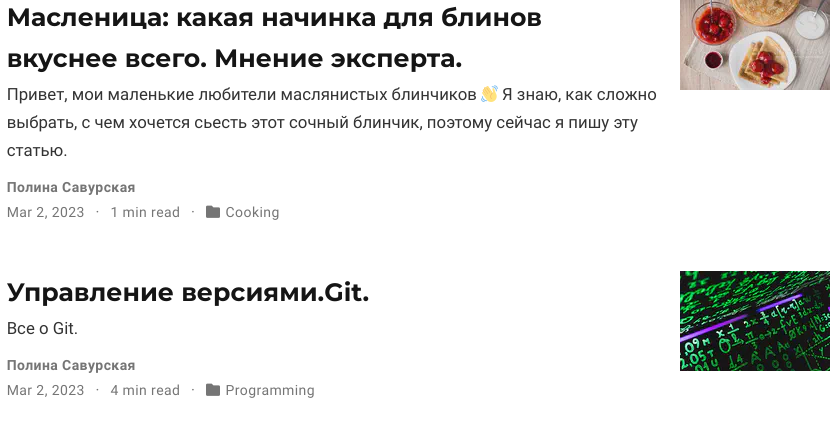 Масленица: какая начинка для блинов
вкуснее всего. Мнение эксперта.
Привет, мои маленькие любители маслянистых блинчиков 👋 Я знаю, как сложно
выбрать, с чем хочется сьесть этот сочный блинчик, поэтому сейчас я пишу эту
статью.
Полина Савурская
Mar 2, 2023 · 1 min read · Cooking
Управление версиями.Git.
Все о Git.
Полина Савурская
Mar 2, 2023 · 4 min read · Programming